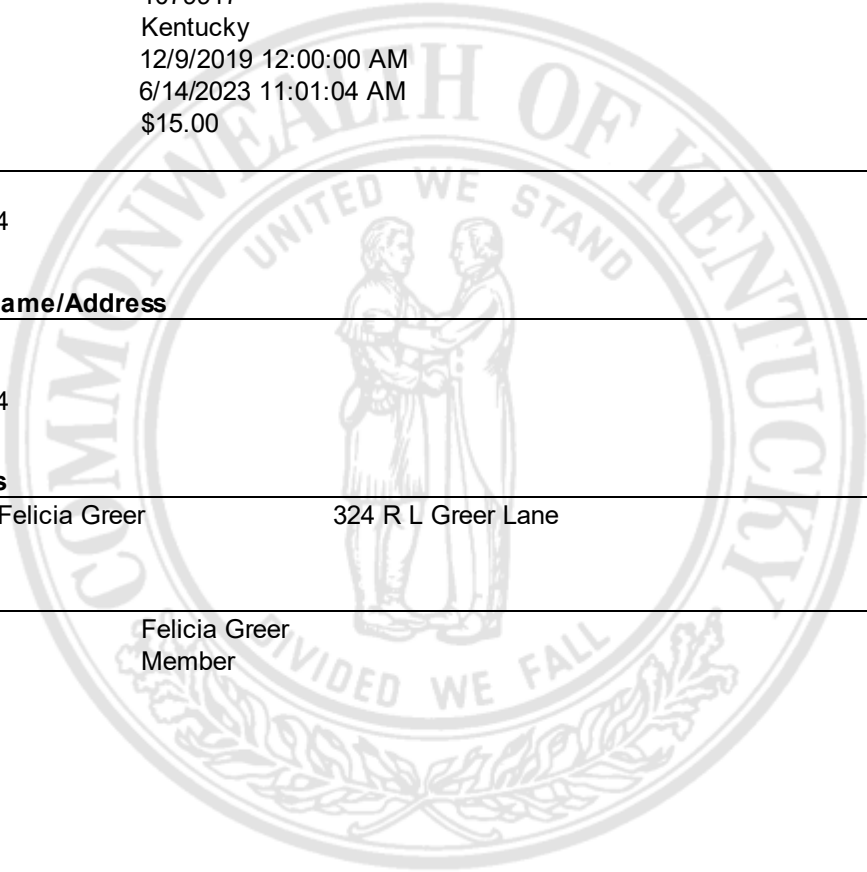 Kentucky
12/9/2019 12:00:00 AM
6/14/2023 11:01:04 AM
$15.00
4
ame/Address
4
s
Felicia Greer 324 R L Greer Lane
Felicia Greer
Member
COMMONWEALTH OF KENTUCKY
UNITED WE STAND
DIVIDED WE FALL